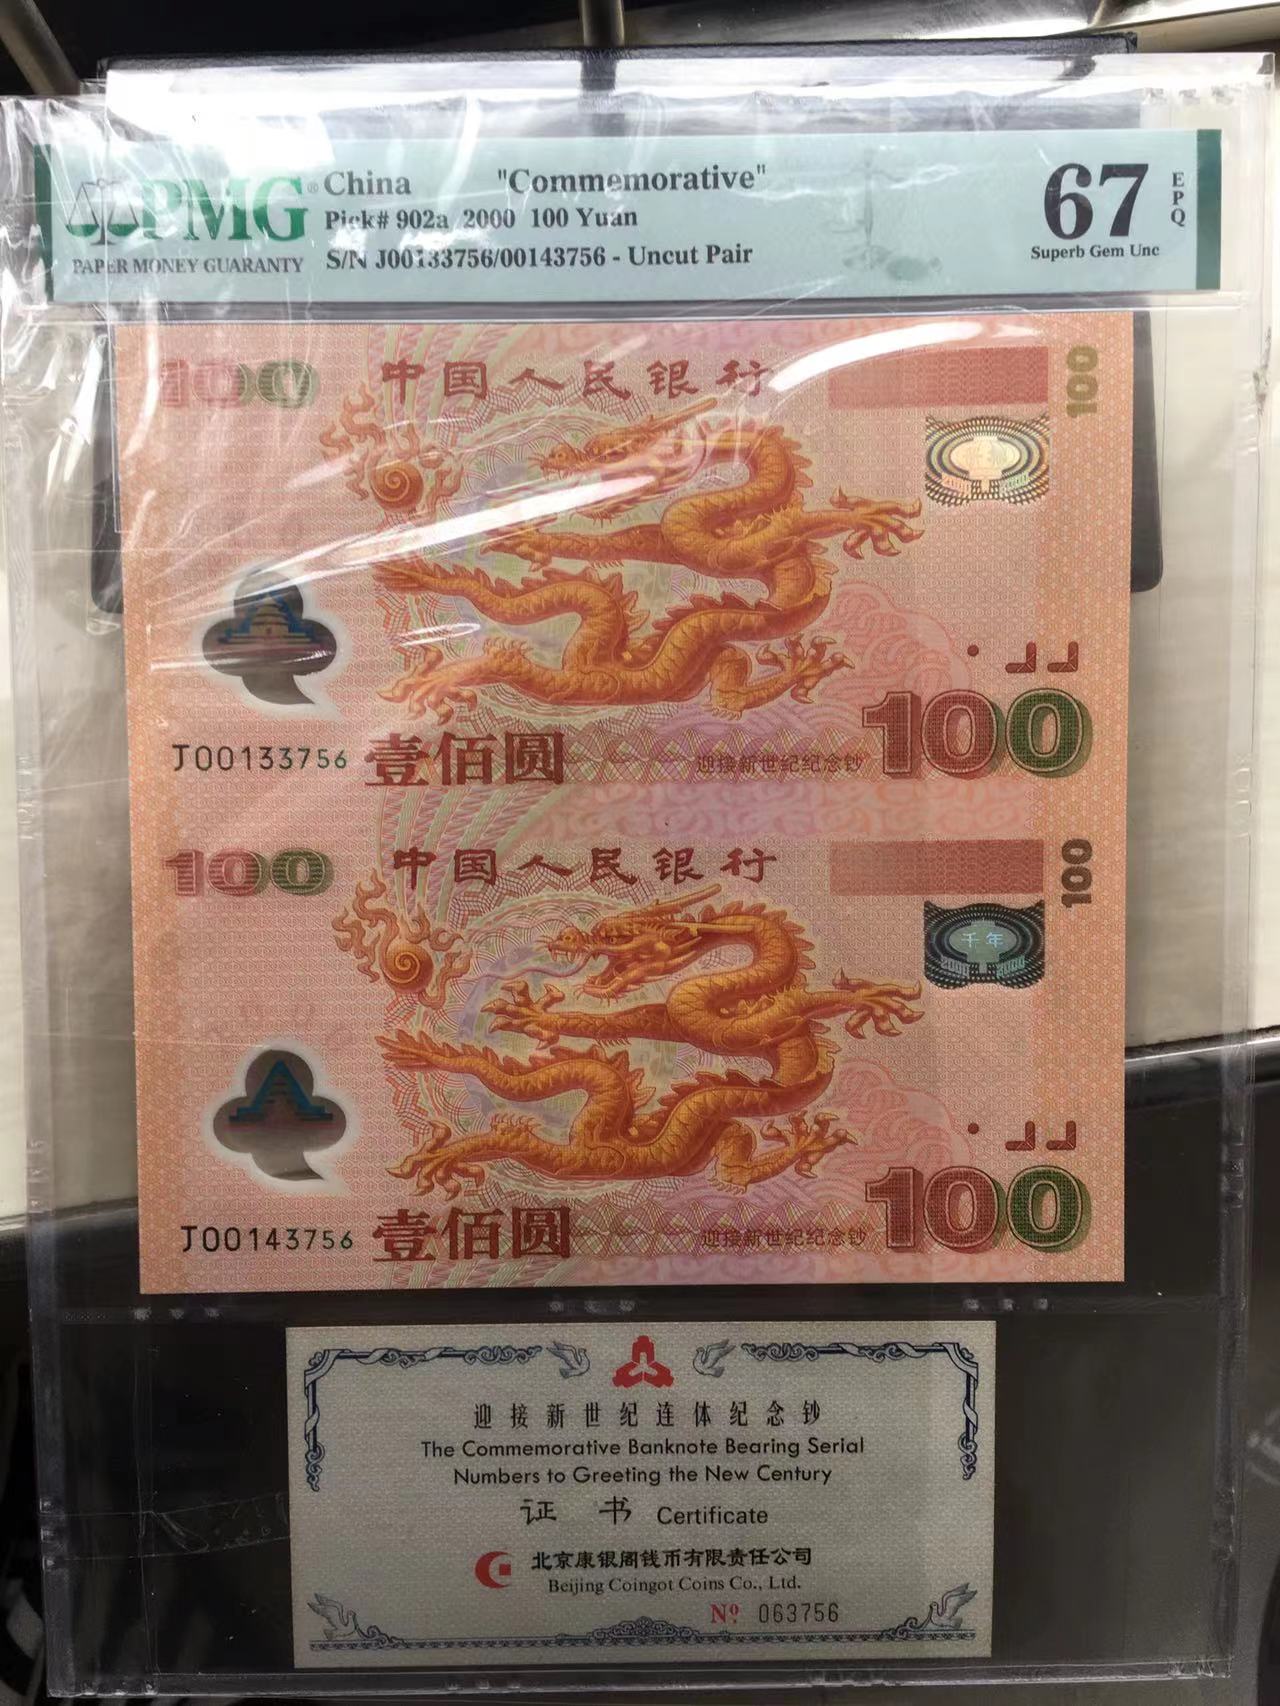 PMG® China "Commemorative" 67 EPQ
Pick# 902a 2000 100 Yuan
PAPER MONEY GUARANTY S/N J00133756/00143756 - Uncut Pair Superb Gem Unc
100 中国人民银行 100
2000 2000
J00133756 壹佰圆 迎接新世纪纪念钞 100
100 中国人民银行 100
千年
2000 2000
J00143756 壹佰圆 迎接新世纪纪念钞 100
迎接新世纪连体纪念钞
The Commemorative Banknote Bearing Serial
Numbers to Greeting the New Century
证书 Certificate
北京康银阁钱币有限责任公司
Beijing Coingot Coins Co., Ltd.
Nº 063756